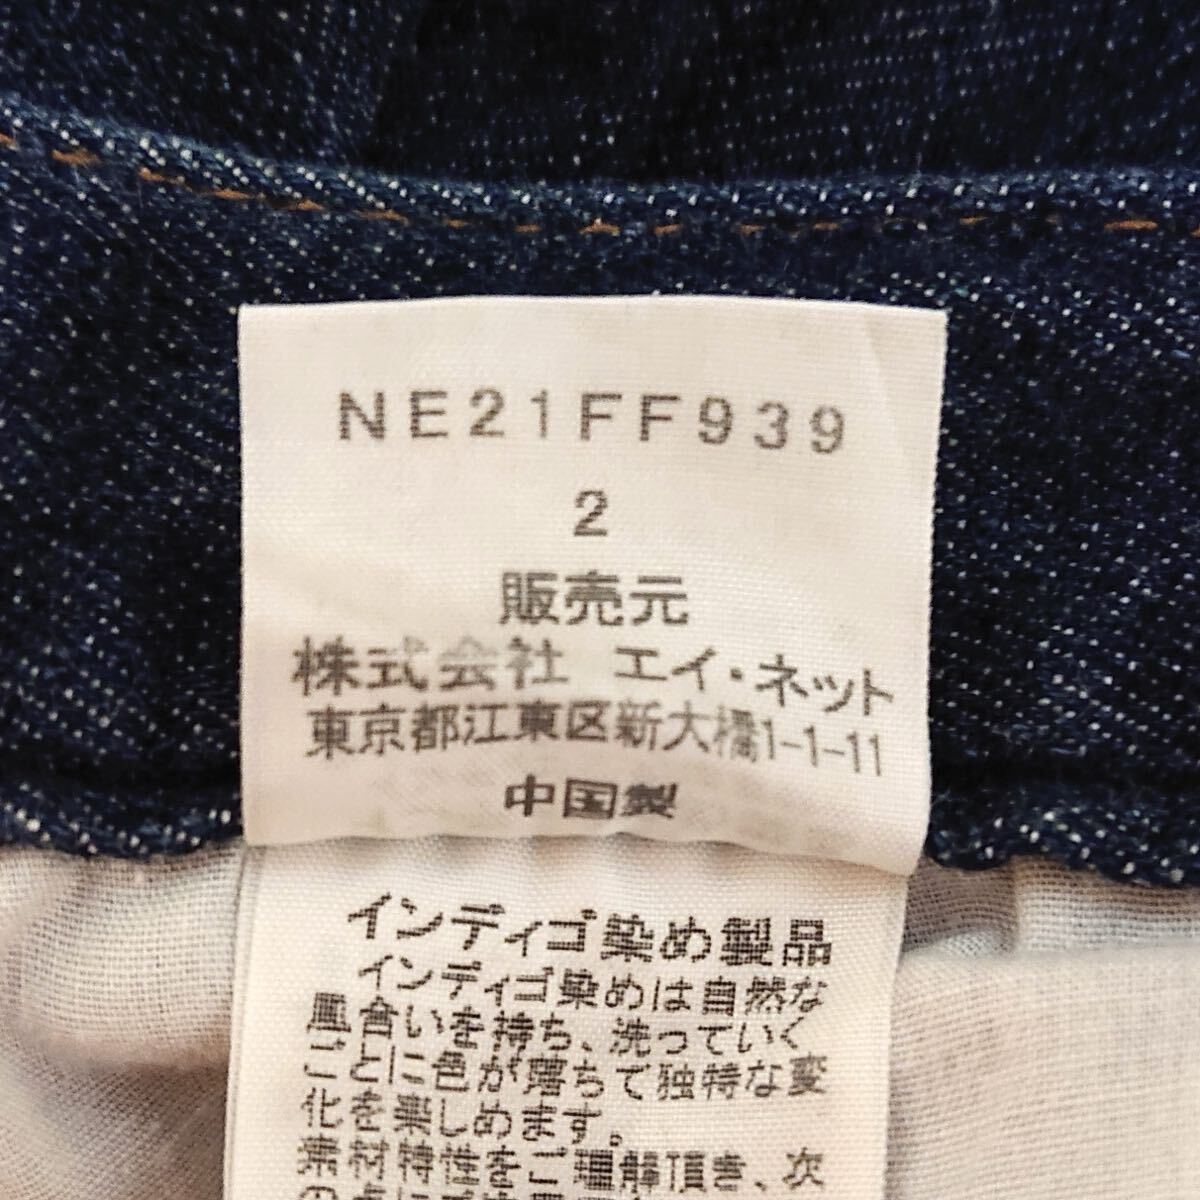 NE21FF939
2
販売元
株式会社 エイ・ネット
東京都江東区新大橋1-1-11
中国製
インディゴ染め製品
インディゴ染めは自然な
風合いを持ち、洗っていく
ごとに色が落ちて独特な変
化を楽しめます。
素材特性をご理解頂き、次